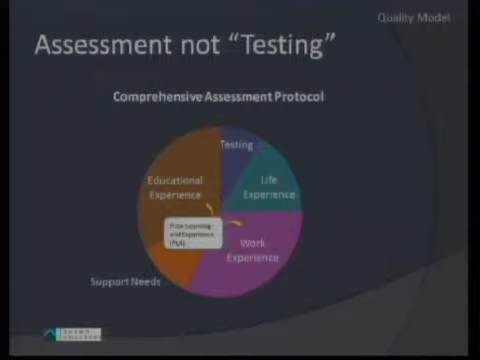 Quality Model
Assessment not “Testing”
Comprehensive Assessment Protocol
Testing
Educational
Experience
Life
Experience
Prior Learning
and Experience
(PLA)
Work
Experience
Support Needs